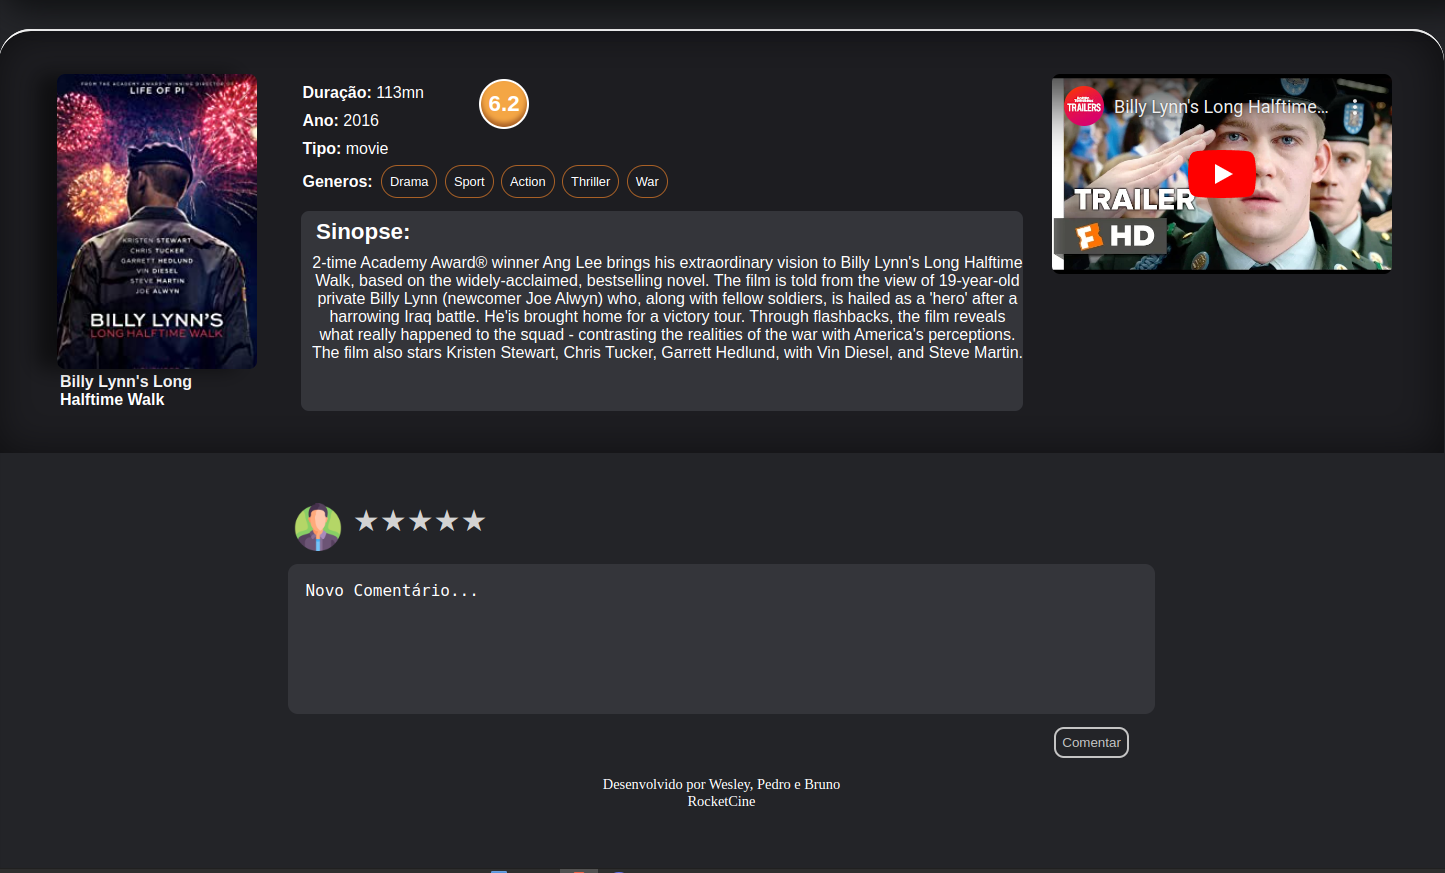 FROM THE ACADEMY AWARD®-WINNING DIRECTOR OF
LIFE OF PI
KRISTEN STEWART
CHRIS TUCKER
GARRETT HEDLUND
VIN DIESEL
STEVE MARTIN
JOE ALWYN
BILLY LYNN'S
LONG HALFTIME WALK
Billy Lynn's Long
Halftime Walk
Duração: 113mn
Ano: 2016
Tipo: movie
Generos: Drama Sport Action Thriller War
6.2
Sinopse:
2-time Academy Award® winner Ang Lee brings his extraordinary vision to Billy Lynn's Long Halftime
Walk, based on the widely-acclaimed, bestselling novel. The film is told from the view of 19-year-old
private Billy Lynn (newcomer Joe Alwyn) who, along with fellow soldiers, is hailed as a 'hero' after a
harrowing Iraq battle. He'is brought home for a victory tour. Through flashbacks, the film reveals
what really happened to the squad - contrasting the realities of the war with America's perceptions.
The film also stars Kristen Stewart, Chris Tucker, Garrett Hedlund, with Vin Diesel, and Steve Martin.
TRAILERS
Billy Lynn's Long Halftime...
TRAILER
F HD
Novo Comentário...
Comentar
Desenvolvido por Wesley, Pedro e Bruno
RocketCine